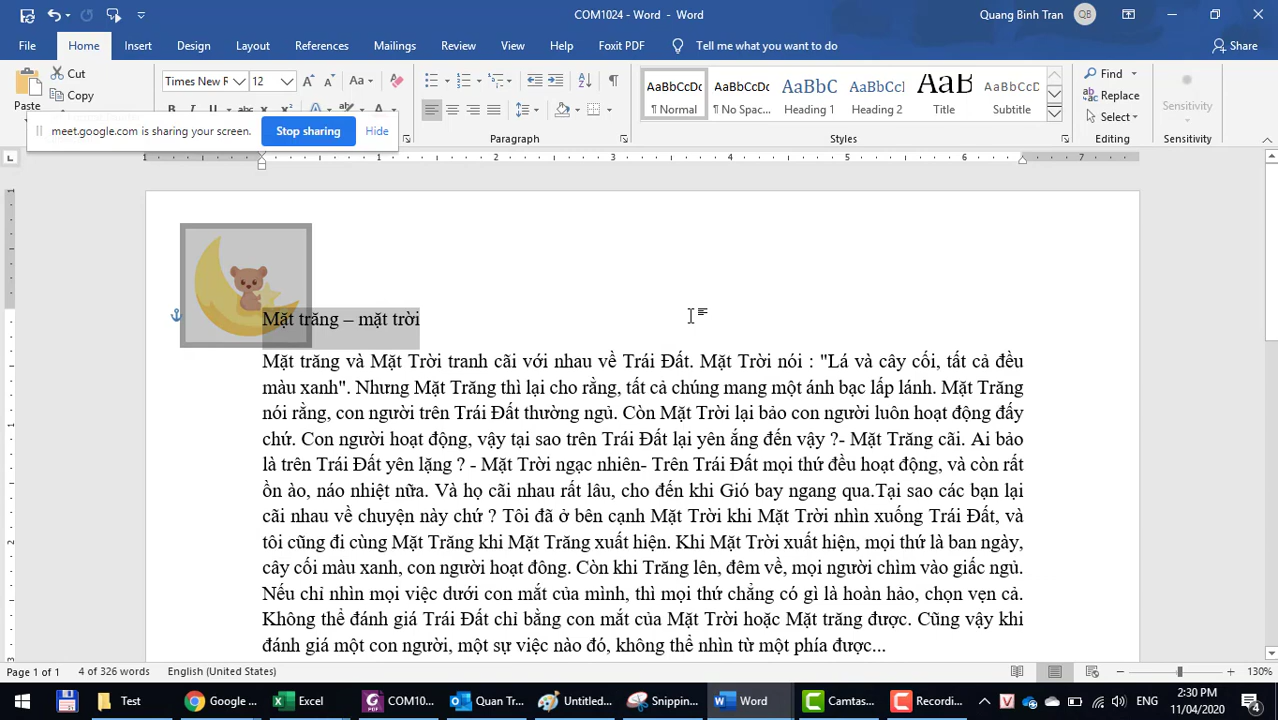 COM1024 - Word - Word
Quang Binh Tran
QB
File Home Insert Design Layout References Mailings Review View Help Foxit PDF Tell me what you want to do Share
Cut
Copy
Paste
Times New R 12
Aa
Find
Replace
Select
Editing
Sensitivity
Sensitivity
AaBbCcDc AaBbCcDc AaBbC AaBbCc AaB AaBbCcDc
¶ Normal ¶ No Spac... Heading 1 Heading 2 Title Subtitle
Paragraph
Styles
meet.google.com is sharing your screen. Stop sharing Hide
1 1 2 3 4 5 6 7
Mặt trăng – mặt trời
Mặt trăng và Mặt Trời tranh cãi với nhau về Trái Đất. Mặt Trời nói : "Lá và cây cối, tất cả đều
màu xanh". Nhưng Mặt Trăng thì lại cho rằng, tất cả chúng mang một ánh bạc lấp lánh. Mặt Trăng
nói rằng, con người trên Trái Đất thường ngủ. Còn Mặt Trời lại bảo con người luôn hoạt động đấy
chứ. Con người hoạt động, vậy tại sao trên Trái Đất lại yên ắng đến vậy ?- Mặt Trăng cãi. Ai bảo
là trên Trái Đất yên lặng ? - Mặt Trời ngạc nhiên- Trên Trái Đất mọi thứ đều hoạt động, và còn rất
ồn ào, náo nhiệt nữa. Và họ cãi nhau rất lâu, cho đến khi Gió bay ngang qua.Tại sao các bạn lại
cãi nhau về chuyện này chứ ? Tôi đã ở bên cạnh Mặt Trời khi Mặt Trời nhìn xuống Trái Đất, và
tôi cũng đi cùng Mặt Trăng khi Mặt Trăng xuất hiện. Khi Mặt Trời xuất hiện, mọi thứ là ban ngày,
cây cối màu xanh, con người hoạt đông. Còn khi Trăng lên, đêm về, mọi người chìm vào giấc ngủ.
Nếu chỉ nhìn mọi việc dưới con mắt của mình, thì mọi thứ chẳng có gì là hoàn hảo, chọn vẹn cả.
Không thể đánh giá Trái Đất chỉ bằng con mắt của Mặt Trời hoặc Mặt trăng được. Cũng vậy khi
đánh giá một con người, một sự việc nào đó, không thể nhìn từ một phía được...
Page 1 of 1 4 of 326 words English (United States) 130%
Test Google ... Excel COM10... Quan Tr... Untitled... Snippin... Word Camtas... Recordi... ENG
2:30 PM
11/04/2020
4